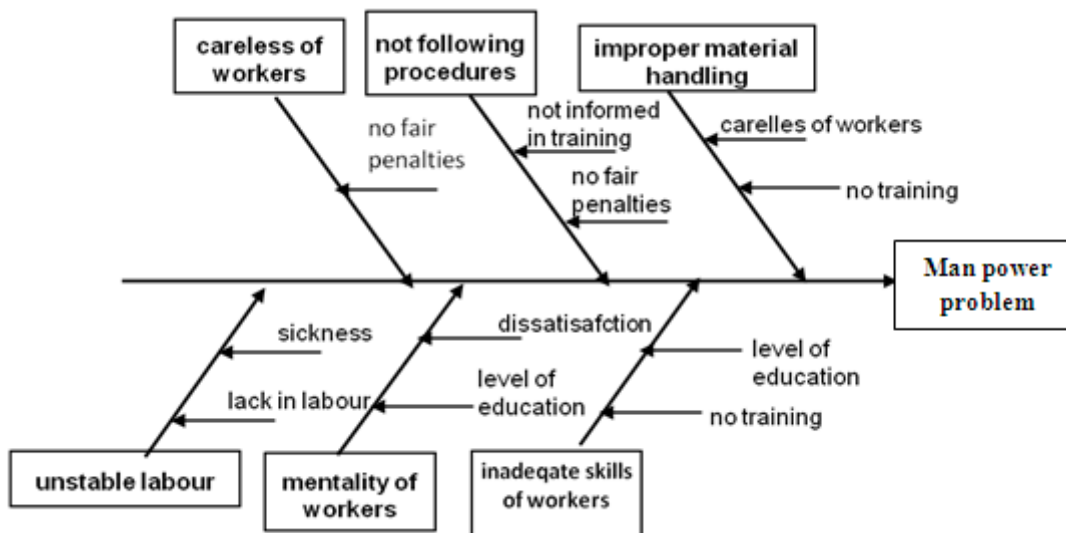 careless of
workers
not following
procedures
improper material
handling
no fair
penalties
not informed
in training
no fair
penalties
carelles of workers
no training
Man power
problem
sickness
lack in labour
dissatisafction
level of
education
level of
education
no training
unstable labour
mentality of
workers
inadeqate skills
of workers